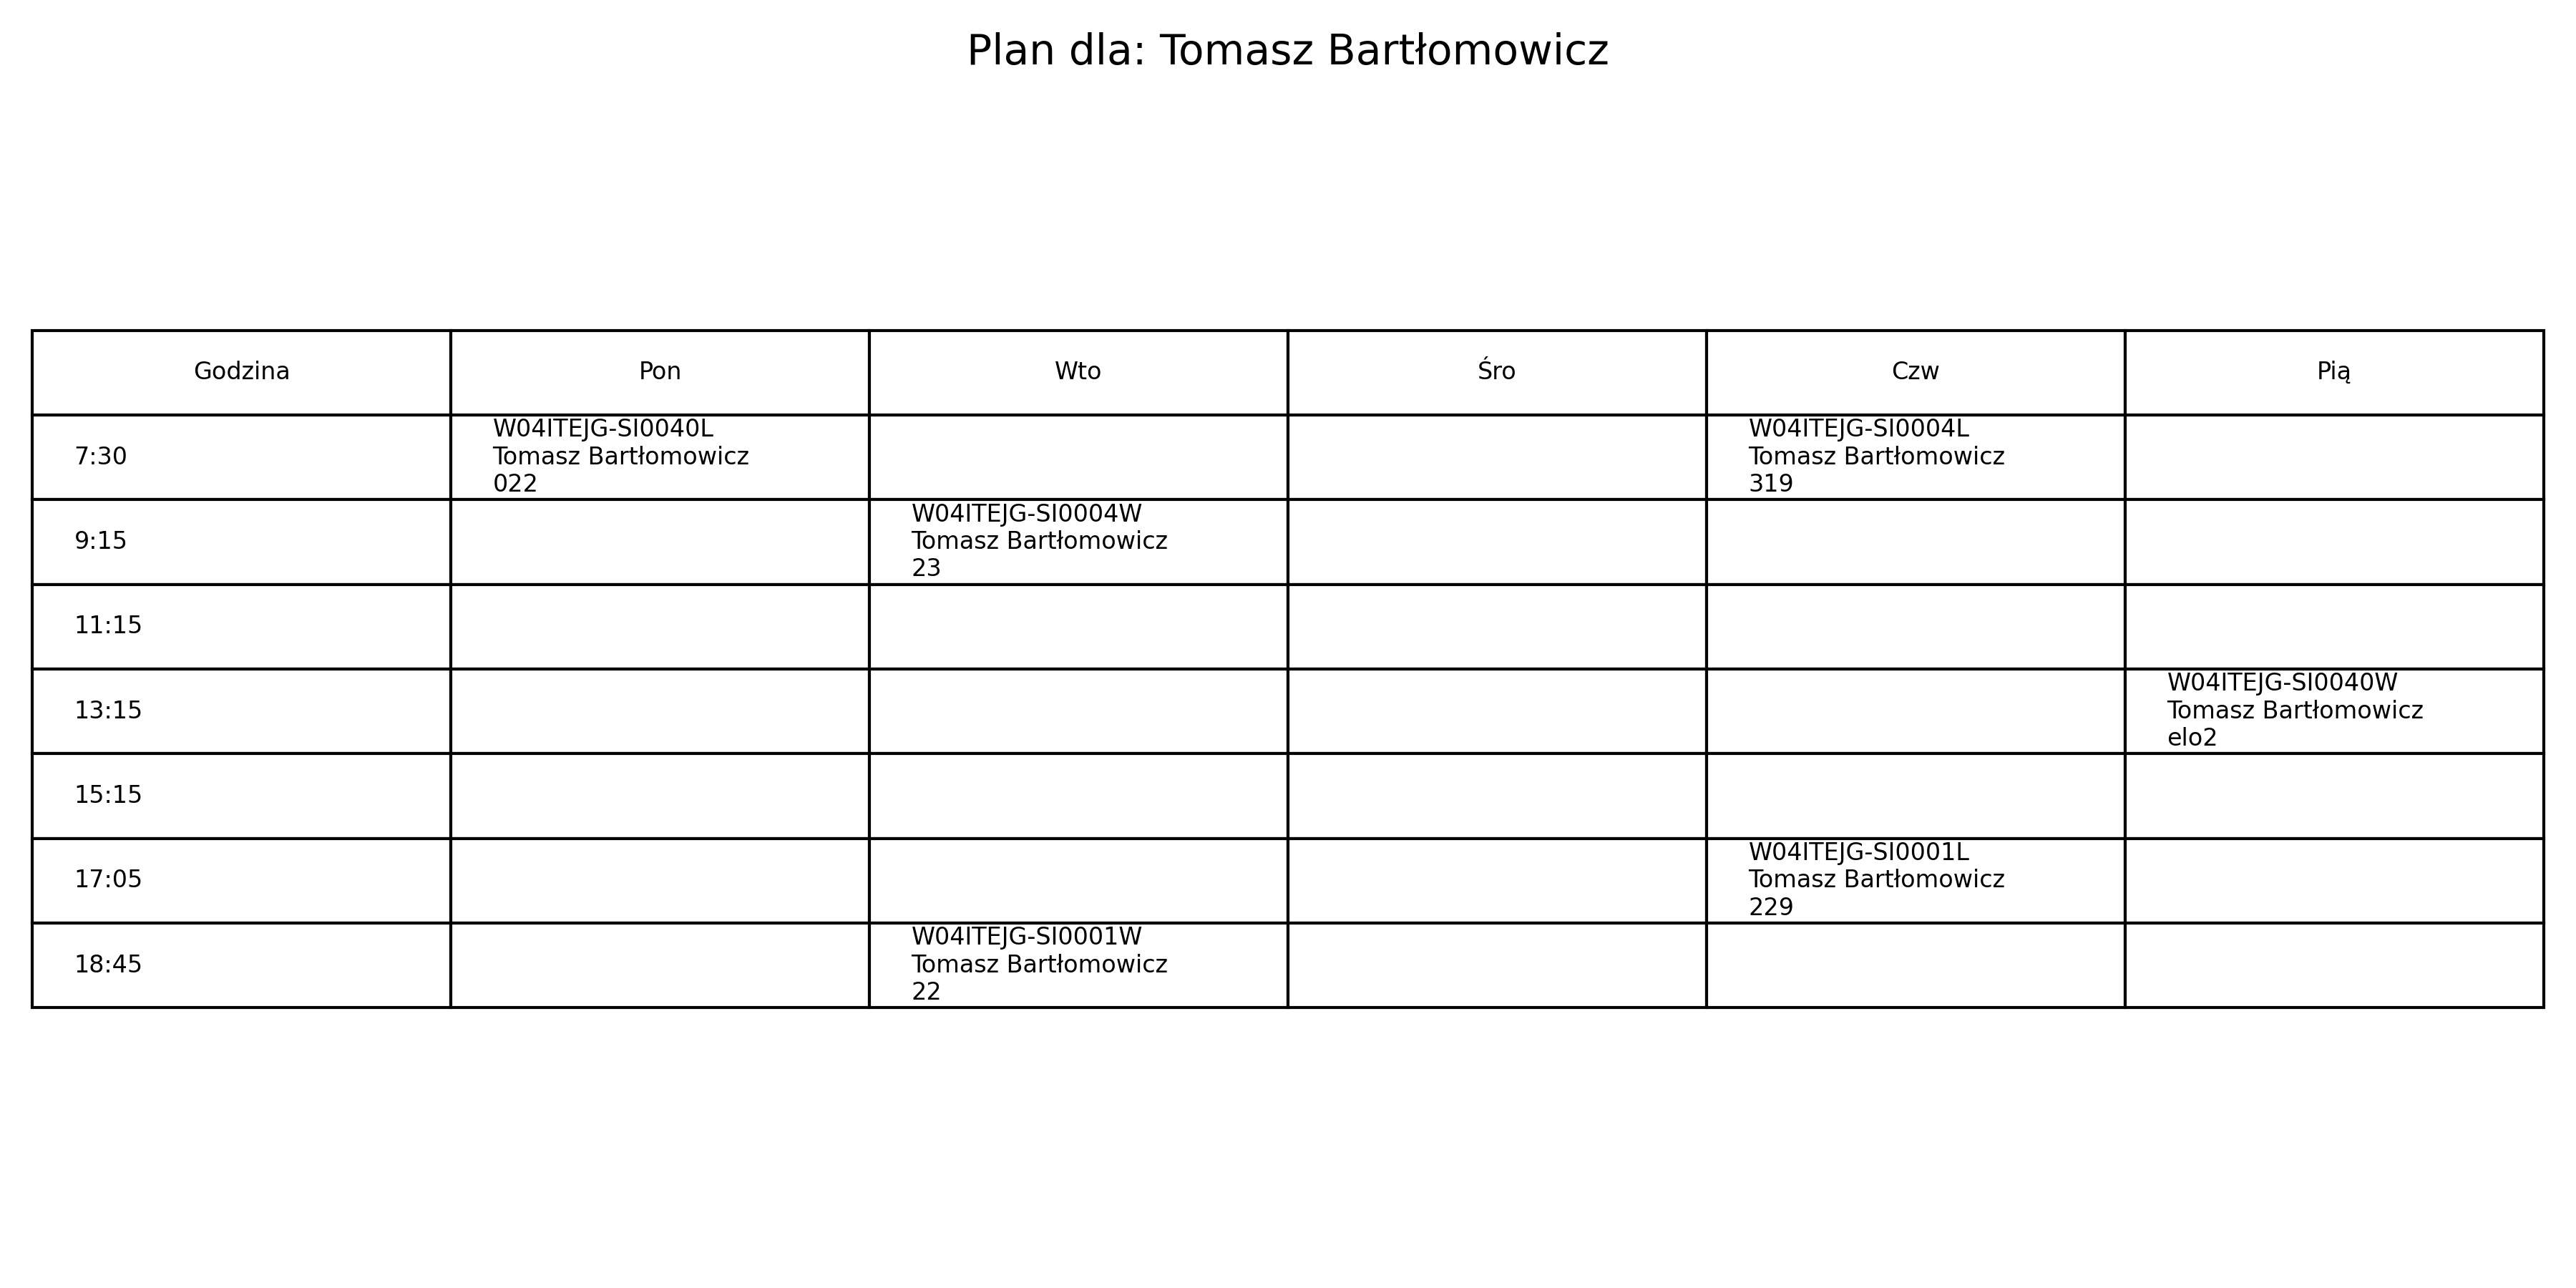 Plan dla: Tomasz Bartłomowicz
Godzina
Pon
Wto
Śro
Czw
Pią
7:30
W04ITEJG-SI0040L
Tomasz Bartłomowicz
022
W04ITEJG-SI0004L
Tomasz Bartłomowicz
319
9:15
W04ITEJG-SI0004W
Tomasz Bartłomowicz
23
11:15
13:15
W04ITEJG-SI0040W
Tomasz Bartłomowicz
elo2
15:15
17:05
W04ITEJG-SI0001L
Tomasz Bartłomowicz
229
18:45
W04ITEJG-SI0001W
Tomasz Bartłomowicz
22